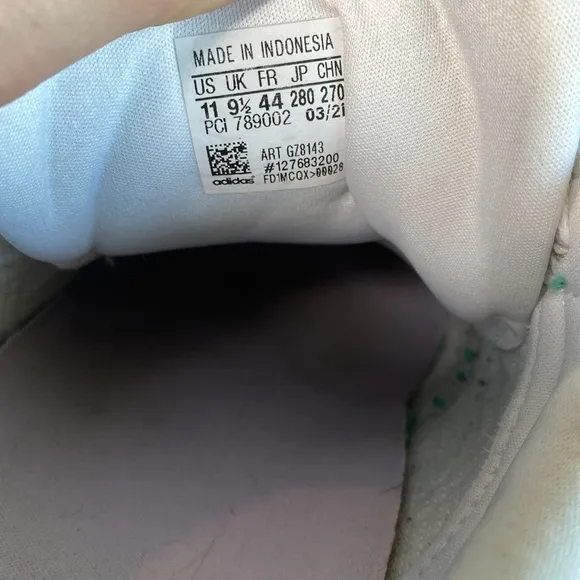 MADE IN INDONESIA
US UK FR JP CHN
11 9½ 44 280 270
PCI 789002 03/21
ART GZ8143
#127683200
adidas FD1MCQX>00028